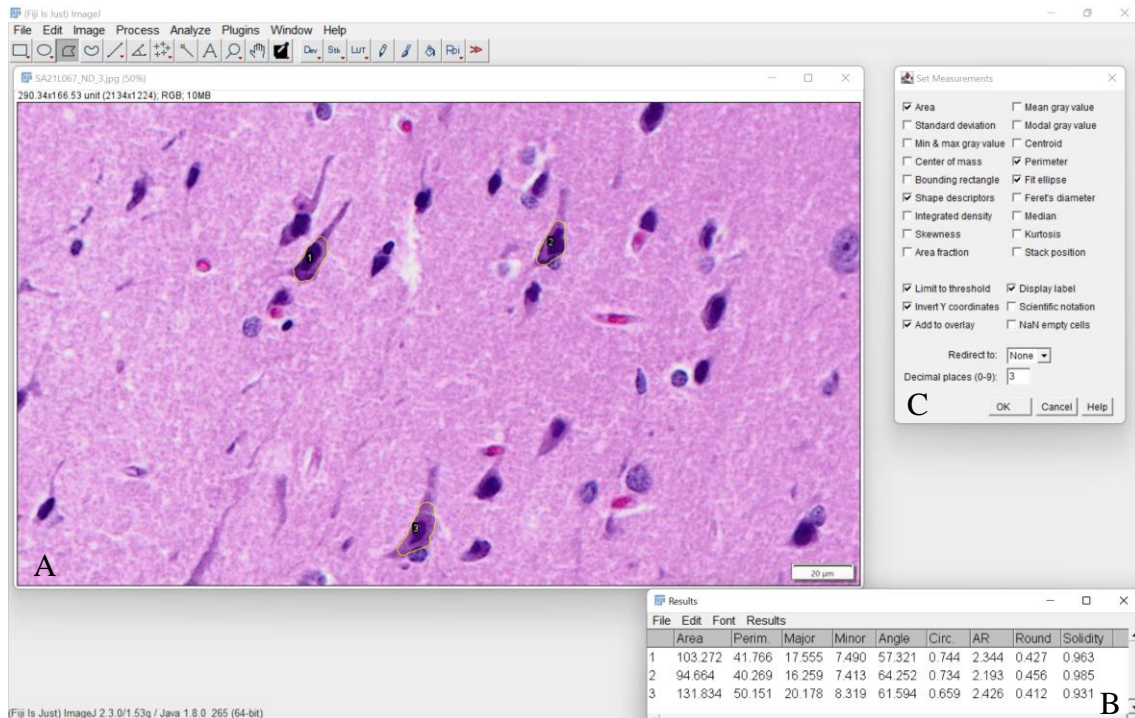 (Fiji Is Just) ImageJ
File Edit Image Process Analyze Plugins Window Help
Dev Stk LUT Roi
SA21L067_ND_3.jpg (50%)
290.34x166.53 unit (2134x1224); RGB; 10MB
1
2
3
A
20 µm
Set Measurements
Area Mean gray value
Standard deviation Modal gray value
Min & max gray value Centroid
Center of mass Perimeter
Bounding rectangle Fit ellipse
Shape descriptors Feret's diameter
Integrated density Median
Skewness Kurtosis
Area fraction Stack position
Limit to threshold Display label
Invert Y coordinates Scientific notation
Add to overlay NaN empty cells
Redirect to: None
Decimal places (0-9): 3
C
OK Cancel Help
Results
File Edit Font Results
Area Perim. Major Minor Angle Circ. AR Round Solidity
1 103.272 41.766 17.555 7.490 57.321 0.744 2.344 0.427 0.963
2 94.664 40.269 16.259 7.413 64.252 0.734 2.193 0.456 0.985
3 131.834 50.151 20.178 8.319 61.594 0.659 2.426 0.412 0.931
B
(Fiji Is Just) ImageJ 2.3.0/1.53q / Java 1.8.0_265 (64-bit)